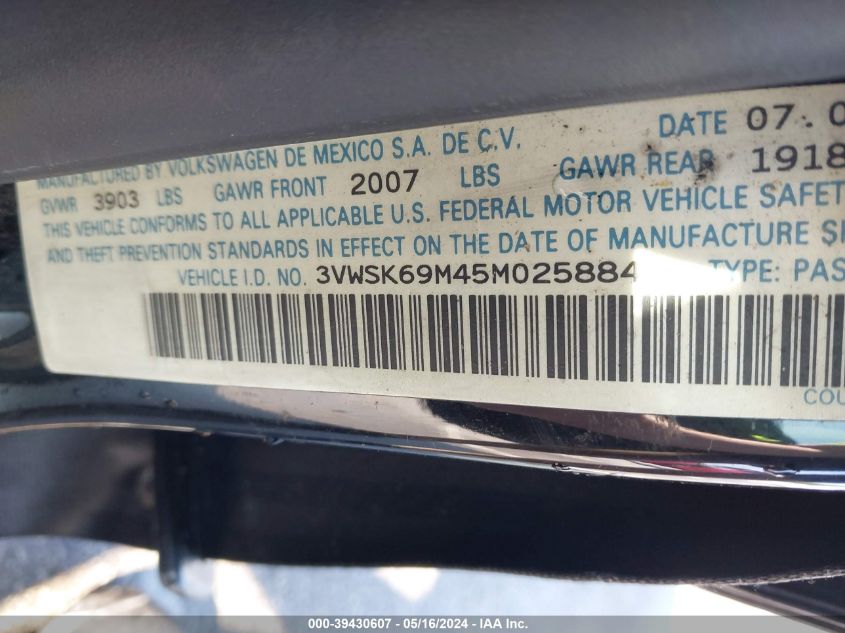 MANUFACTURED BY VOLKSWAGEN DE MEXICO S.A. DE C.V. DATE 07.0
GVWR 3903 LBS GAWR FRONT 2007 LBS GAWR REAR 1918
THIS VEHICLE CONFORMS TO ALL APPLICABLE U.S. FEDERAL MOTOR VEHICLE SAFET
AND THEFT PREVENTION STANDARDS IN EFFECT ON THE DATE OF MANUFACTURE S
VEHICLE I.D. NO. 3VWSK69M45M025884 TYPE: PAS
COU
000-39430607 - 05/16/2024 - IAA Inc.